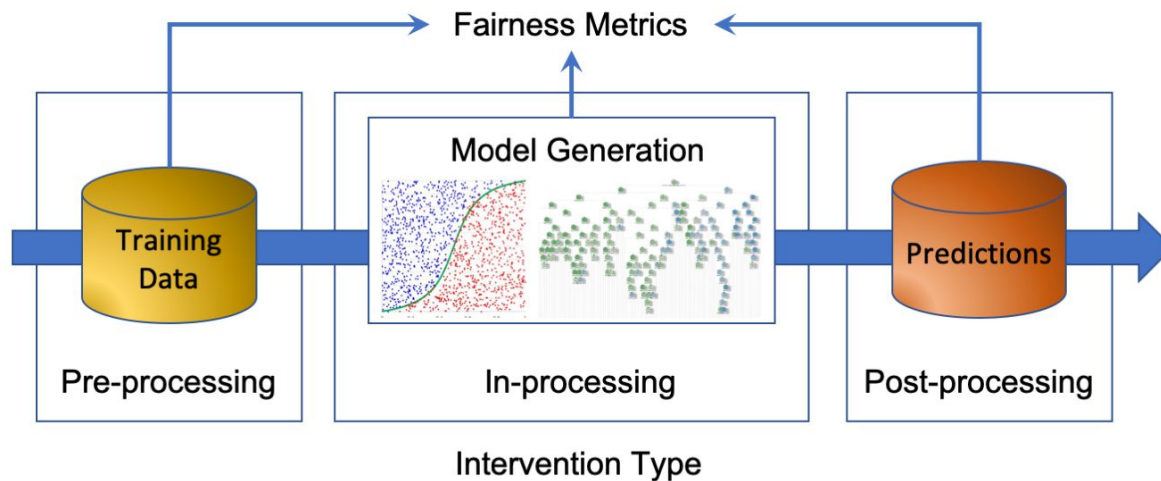 Fairness Metrics
Model Generation
Training
Data
Predictions
Pre-processing
In-processing
Post-processing
Intervention Type